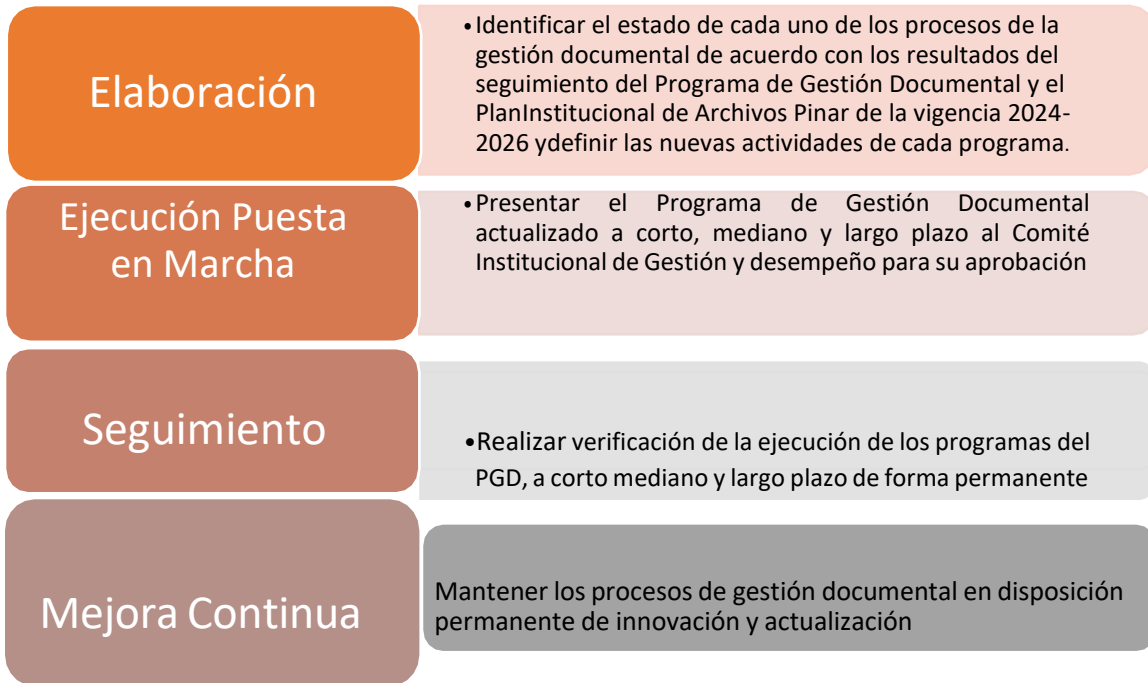 Elaboración
•Identificar el estado de cada uno de los procesos de la
gestión documental de acuerdo con los resultados del
seguimiento del Programa de Gestión Documental y el
PlanInstitucional de Archivos Pinar de la vigencia 2024-
2026 ydefinir las nuevas actividades de cada programa.
Ejecución Puesta
en Marcha
•Presentar el Programa de Gestión Documental
actualizado a corto, mediano y largo plazo al Comité
Institucional de Gestión y desempeño para su aprobación
Seguimiento
•Realizar verificación de la ejecución de los programas del
PGD, a corto mediano y largo plazo de forma permanente
Mejora Continua
Mantener los procesos de gestión documental en disposición
permanente de innovación y actualización